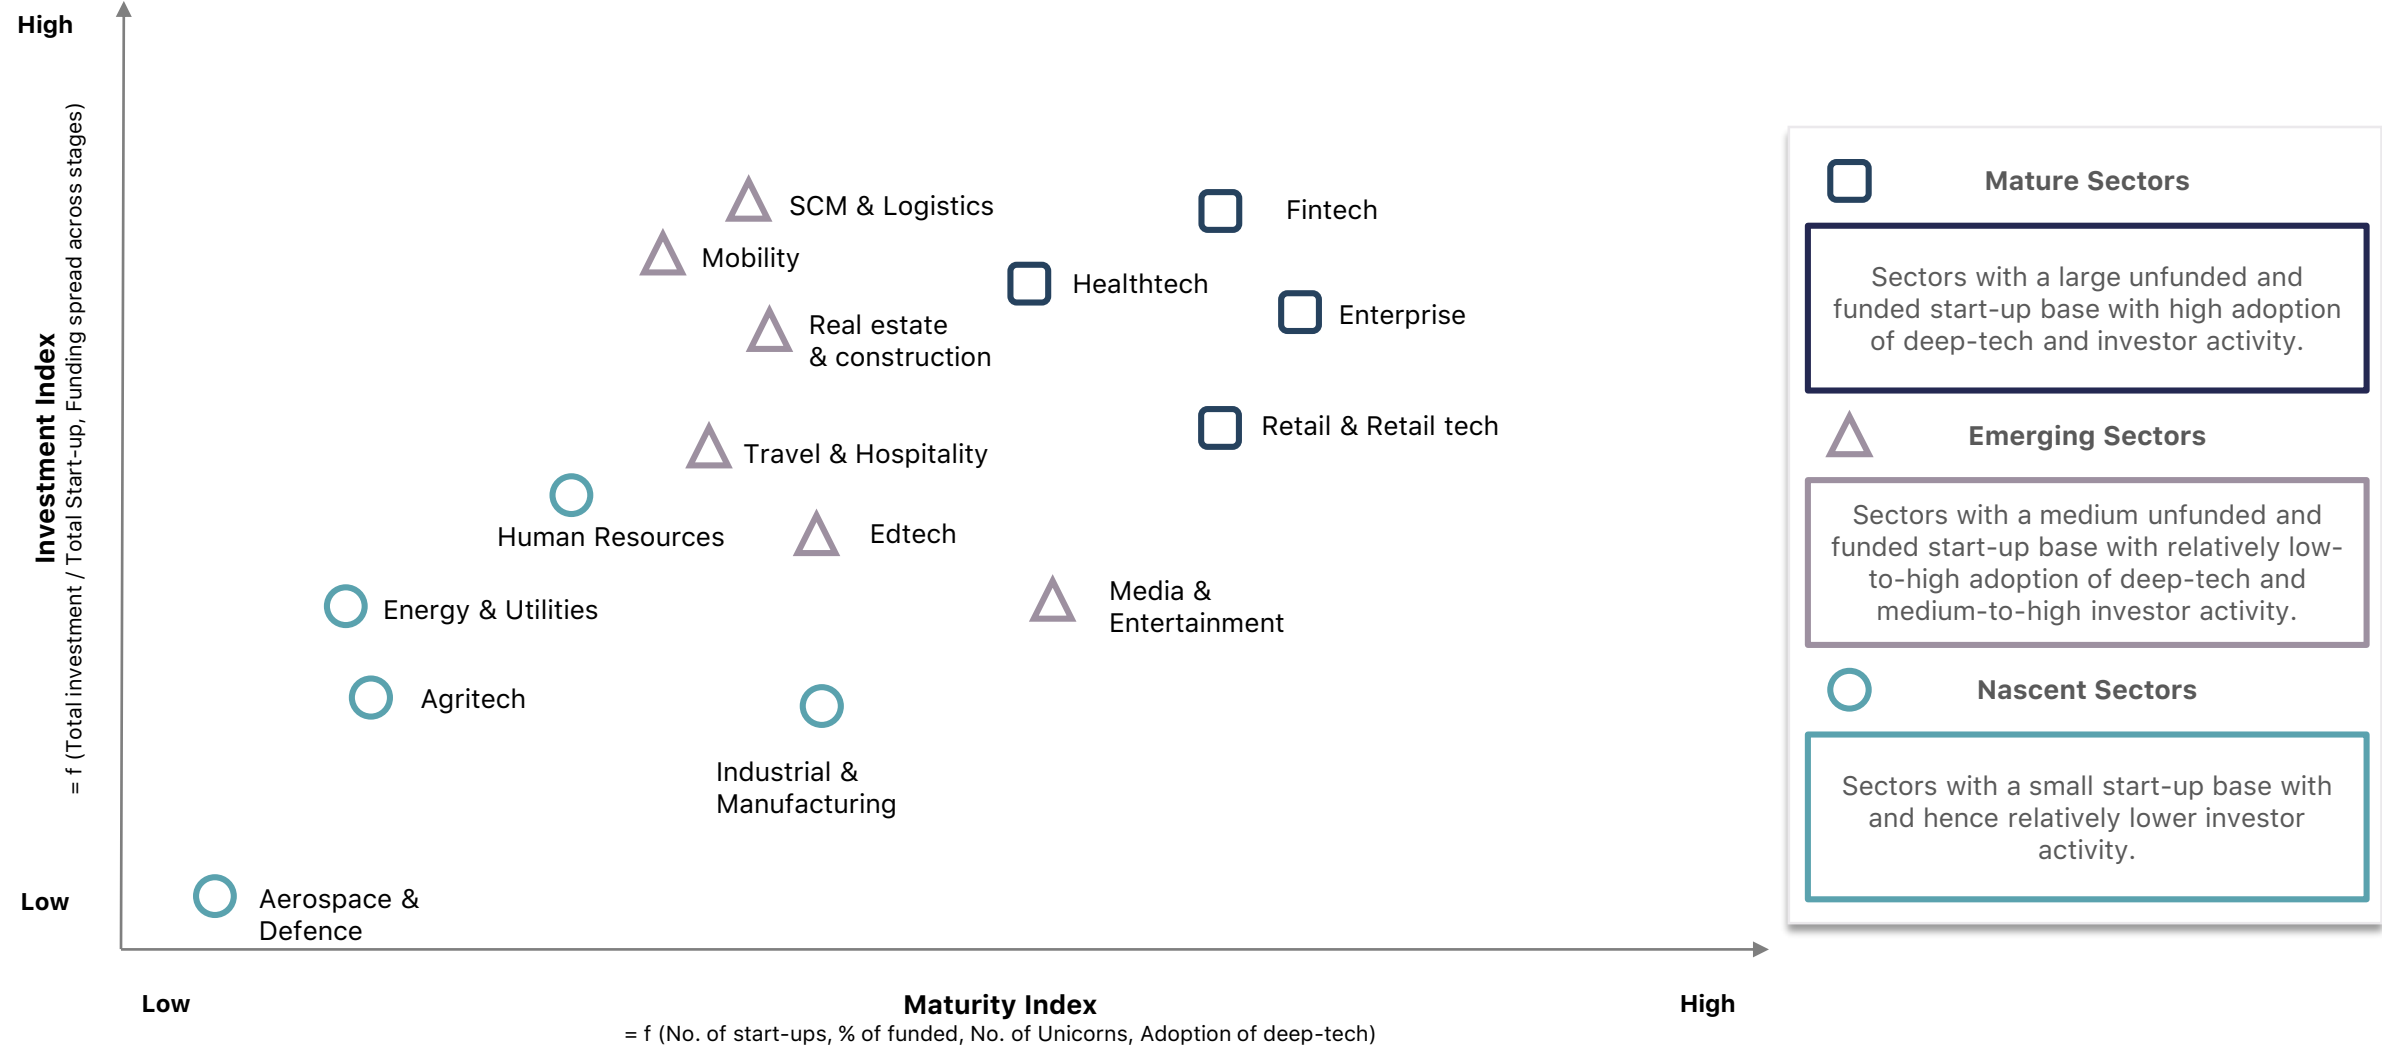 High
Investment Index
= f (Total investment / Total Start-up, Funding spread across stages)
SCM & Logistics
Fintech
Mobility
Healthtech
Enterprise
Real estate
& construction
Retail & Retail tech
Travel & Hospitality
Human Resources
Edtech
Media &
Entertainment
Energy & Utilities
Agritech
Industrial &
Manufacturing
Low
Aerospace &
Defence
Low
Maturity Index
High
= f (No. of start-ups, % of funded, No. of Unicorns, Adoption of deep-tech)
Mature Sectors
Sectors with a large unfunded and
funded start-up base with high adoption
of deep-tech and investor activity.
Emerging Sectors
Sectors with a medium unfunded and
funded start-up base with relatively low-
to-high adoption of deep-tech and
medium-to-high investor activity.
Nascent Sectors
Sectors with a small start-up base with
and hence relatively lower investor
activity.